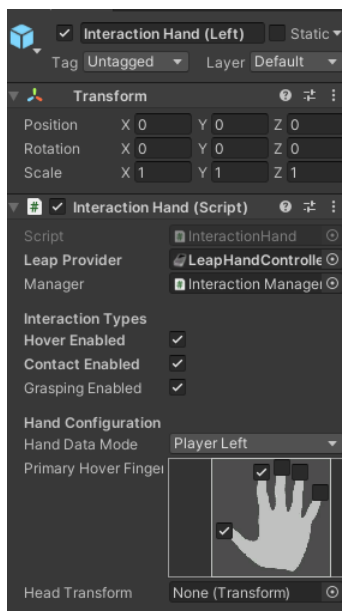 Interaction Hand (Left) Static
Tag Untagged Layer Default
Transform
Position X 0 Y 0 Z 0
Rotation X 0 Y 0 Z 0
Scale X 1 Y 1 Z 1
# Interaction Hand (Script)
Script # InteractionHand
Leap Provider LeapHandControlle
Manager # Interaction Manager
Interaction Types
Hover Enabled
Contact Enabled
Grasping Enabled
Hand Configuration
Hand Data Mode Player Left
Primary Hover Finger
Head Transform None (Transform)